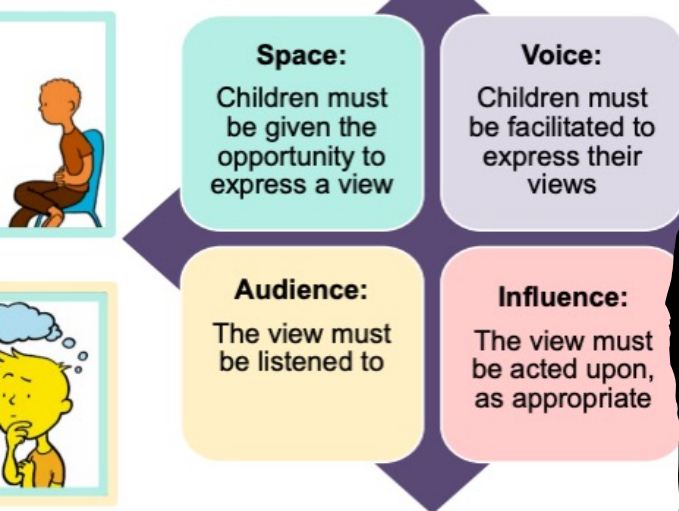 Space:
Children must
be given the
opportunity to
express a view
Voice:
Children must
be facilitated to
express their
views
Audience:
The view must
be listened to
Influence:
The view must
be acted upon,
as appropriate